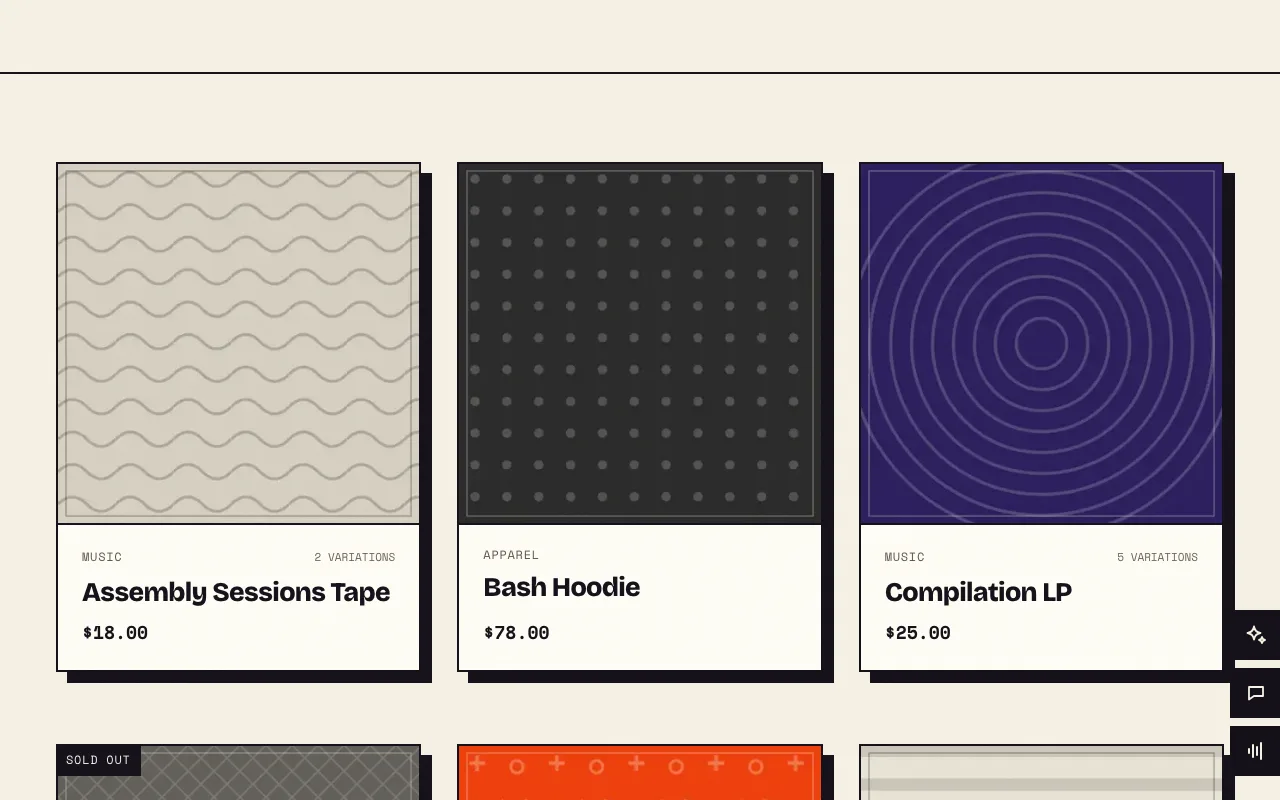 MUSIC
2 VARIATIONS
Assembly Sessions Tape
$18.00
APPAREL
Bash Hoodie
$78.00
MUSIC
5 VARIATIONS
Compilation LP
$25.00
SOLD OUT